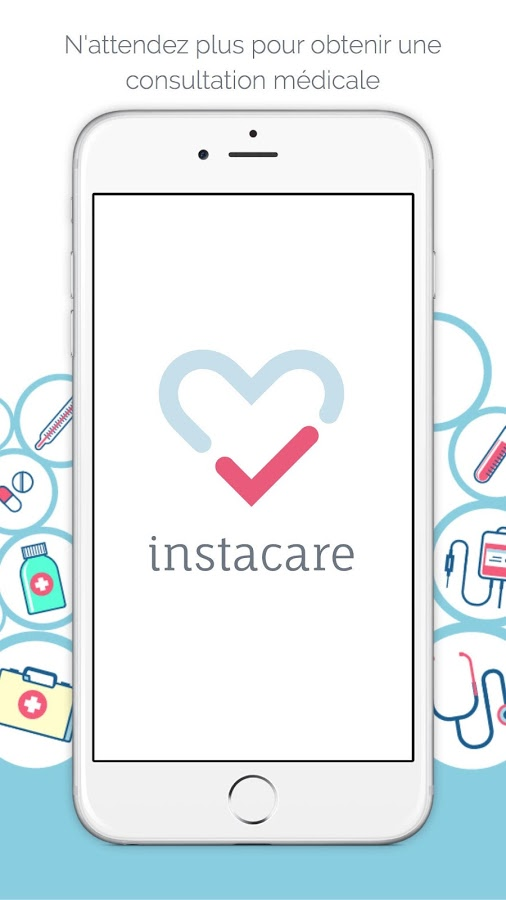 N'attendez plus pour obtenir une
consultation médicale
instacare